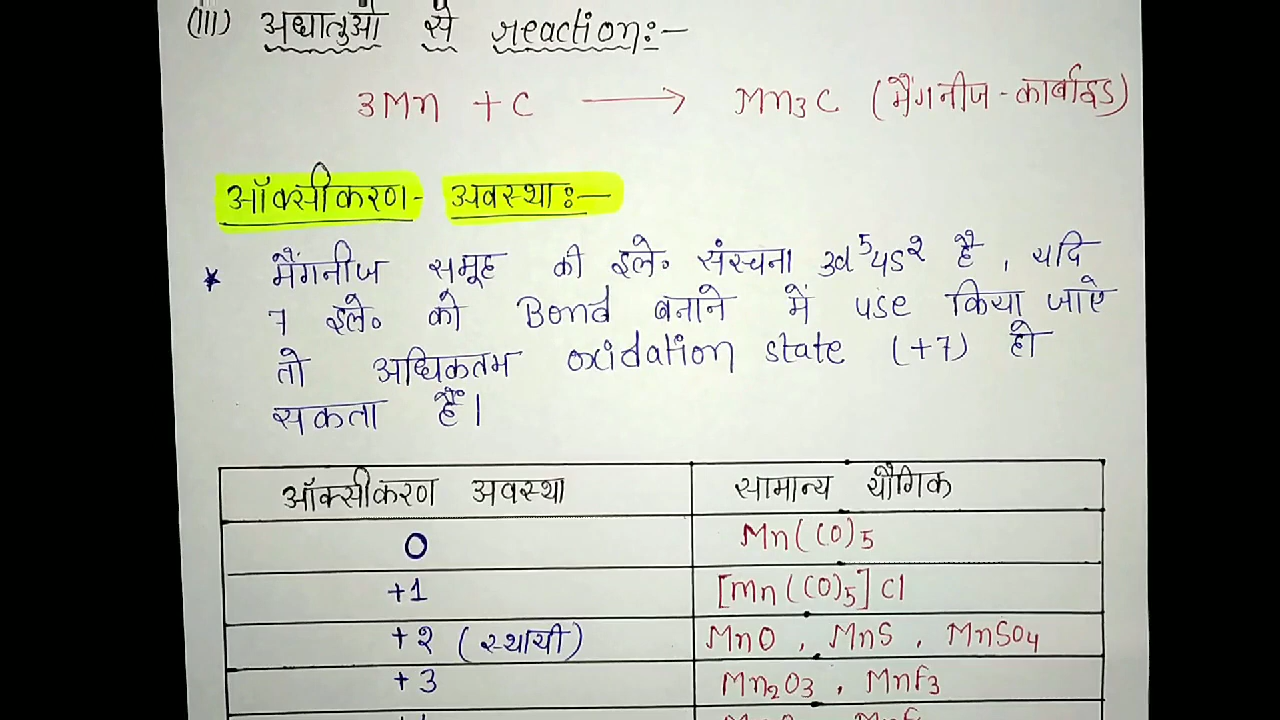 (iii) अधातुओ से reaction:-
3Mn + C → Mn3C (मैंगनीज - कार्बाइड)
ऑक्सीकरण- अवस्था:-
* मैंगनीज समूह की इले० संरचना 3d⁵4s² है , यदि
7 इले० को Bond बनाने में use किया जाऐ
तो अधिकतम oxidation state (+7) हो
सकता हैं।
ऑक्सीकरण अवस्था सामान्य यौगिक
0 Mn(CO)5
+1 [Mn(CO)5]Cl
+2 (स्थायी) MnO , MnS , MnSO4
+3 Mn2O3 , MnF3